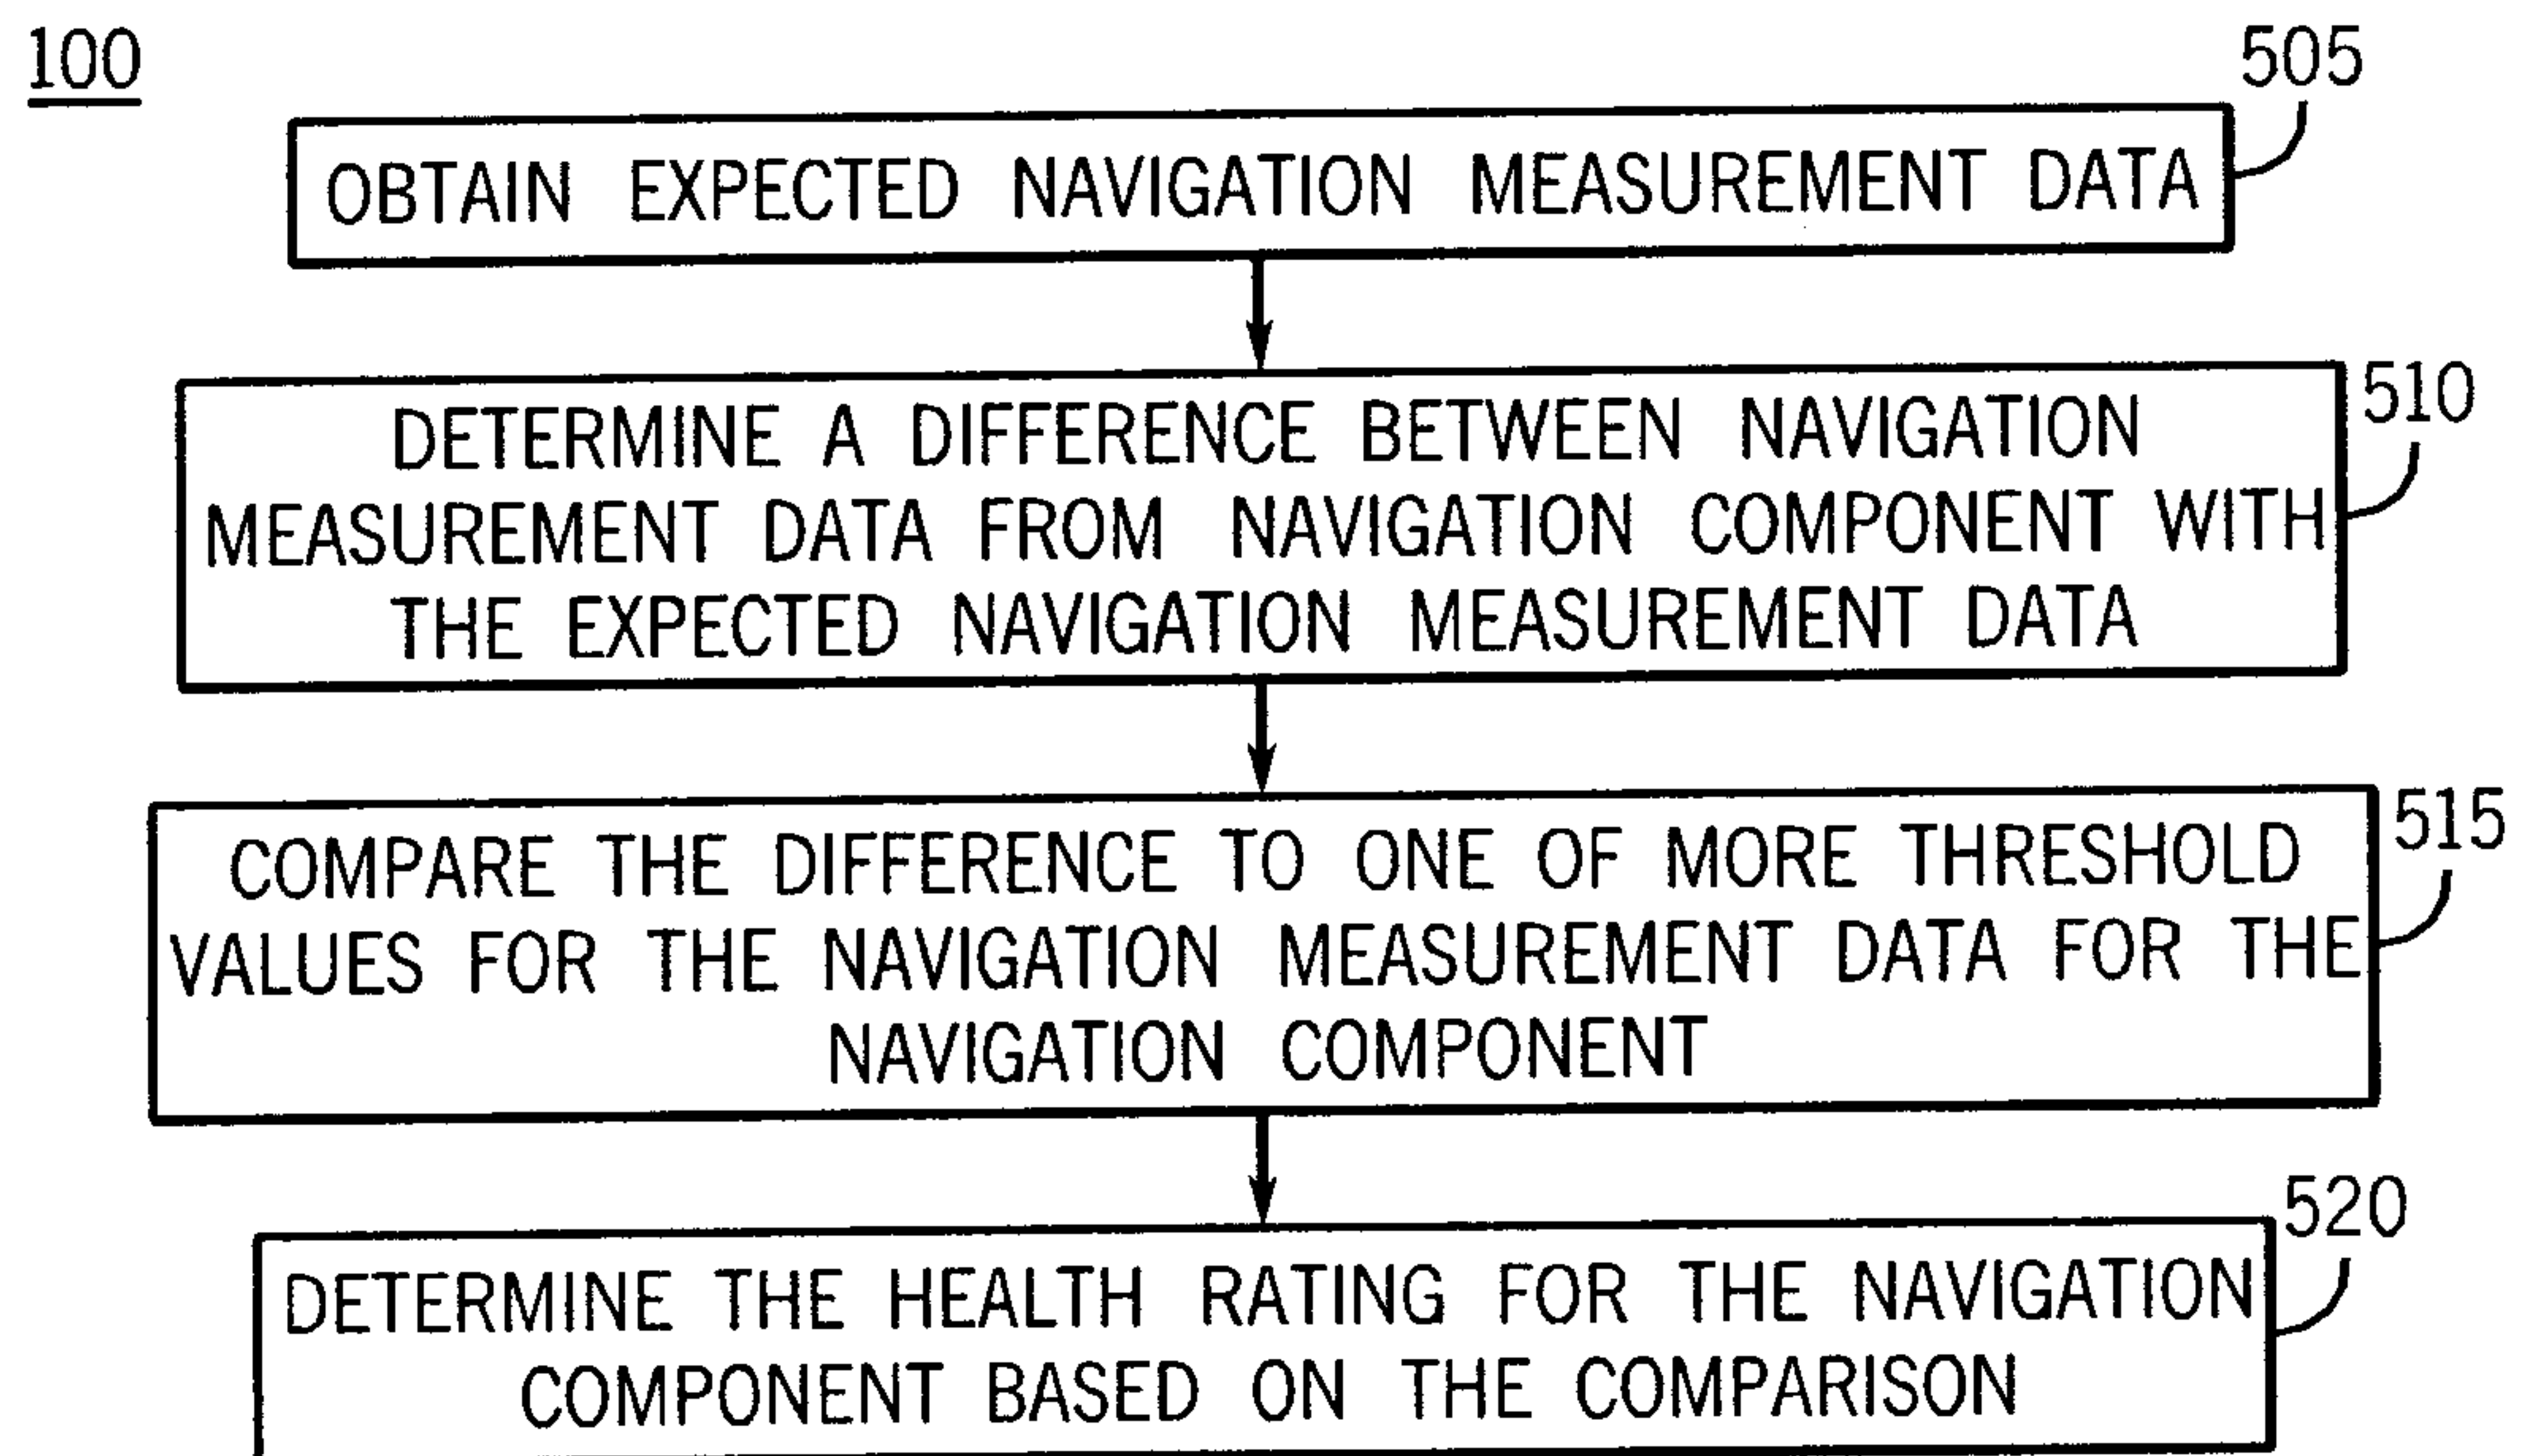 100
505
OBTAIN EXPECTED NAVIGATION MEASUREMENT DATA
510
DETERMINE A DIFFERENCE BETWEEN NAVIGATION
MEASUREMENT DATA FROM NAVIGATION COMPONENT WITH
THE EXPECTED NAVIGATION MEASUREMENT DATA
515
COMPARE THE DIFFERENCE TO ONE OF MORE THRESHOLD
VALUES FOR THE NAVIGATION MEASUREMENT DATA FOR THE
NAVIGATION COMPONENT
520
DETERMINE THE HEALTH RATING FOR THE NAVIGATION
COMPONENT BASED ON THE COMPARISON